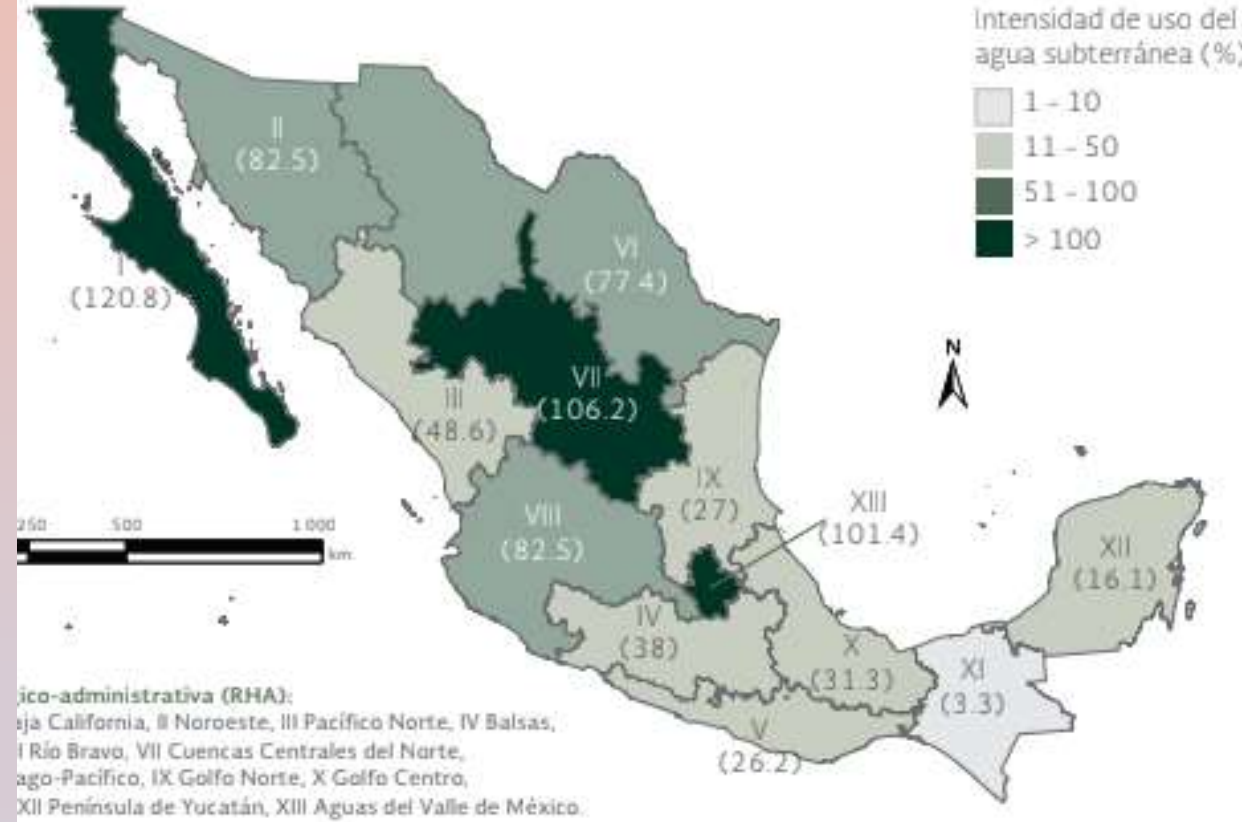 Intensidad de uso del
agua subterránea (%)
1 - 10
11 - 50
51 - 100
> 100
II
(82.5)
VI
(77.4)
I
(120.8)
N
VII
(106.2)
III
(48.6)
IX
(27)
XIII
(101.4)
VIII
(82.5)
XII
(16.1)
250 500 1 000
km
IV
(38)
X
(31.3)
XI
(3.3)
V
(26.2)
ico-administrativa (RHA):
aja California, II Noroeste, III Pacífico Norte, IV Balsas,
I Río Bravo, VII Cuencas Centrales del Norte,
ago-Pacífico, IX Golfo Norte, X Golfo Centro,
XII Península de Yucatán, XIII Aguas del Valle de México.